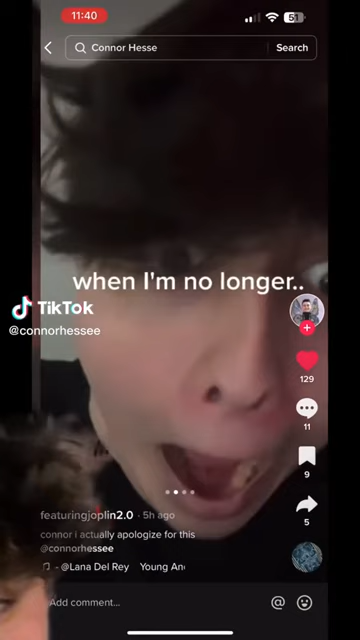 11:40
51
Connor Hesse
Search
when I'm no longer..
TikTok
@connorhessee
129
11
9
5
featuringjoplin2.0 · 5h ago
connor i actually apologize for this
@connorhessee
- @Lana Del Rey Young An
Add comment...